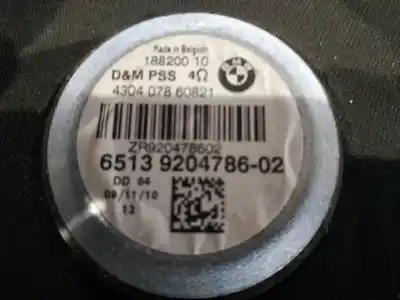 Made in Belgium
188200 10
D&M PSS 4Ω
BMW
4304 078 60821
ZR920478602
6513 9204786-02
DD 64
09/11/10
13